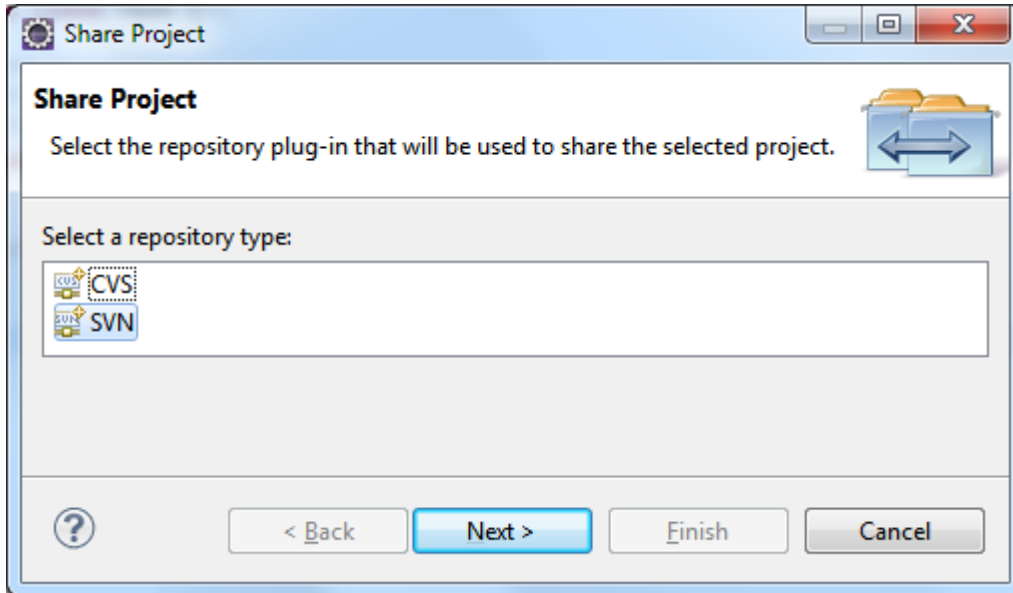 Share Project
Share Project
Select the repository plug-in that will be used to share the selected project.
Select a repository type:
CVS
SVN
< Back
Next >
Finish
Cancel